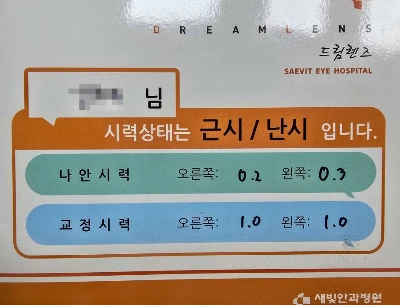 DREAMLENS
드림렌즈
SAEVIT EYE HOSPITAL
님
시력상태는 근시 / 난시 입니다.
나안시력 오른쪽: 0.2 왼쪽: 0.3
교정시력 오른쪽: 1.0 왼쪽: 1.0
새빛안과병원